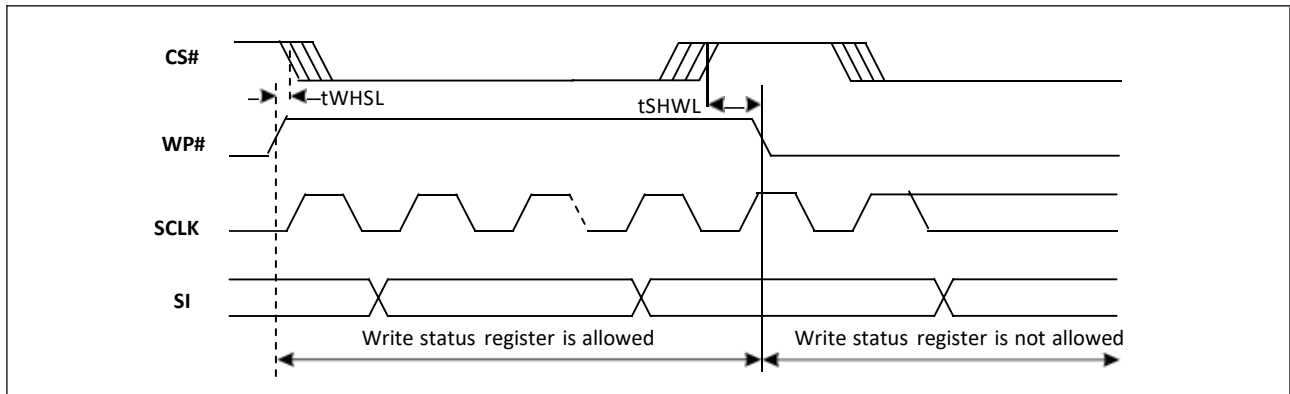 CS#
tWHSL
tSHWL
WP#
SCLK
SI
Write status register is allowed
Write status register is not allowed